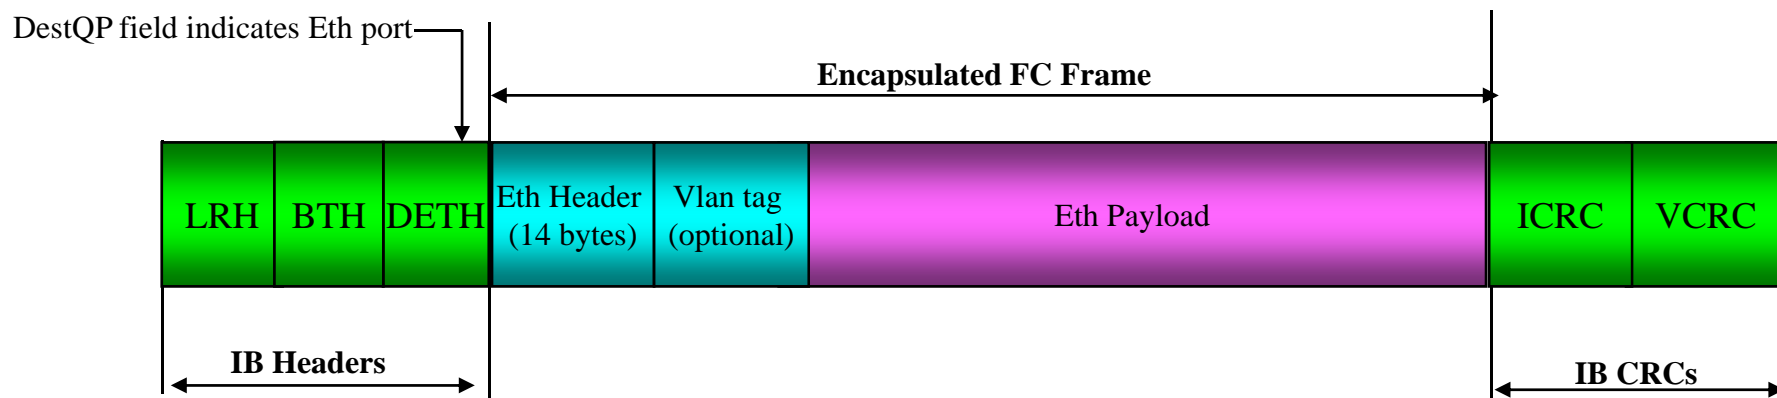 DestQP field indicates Eth port
Encapsulated FC Frame
LRH
BTH
DETH
Eth Header
(14 bytes)
Vlan tag
(optional)
Eth Payload
ICRC
VCRC
IB Headers
IB CRCs